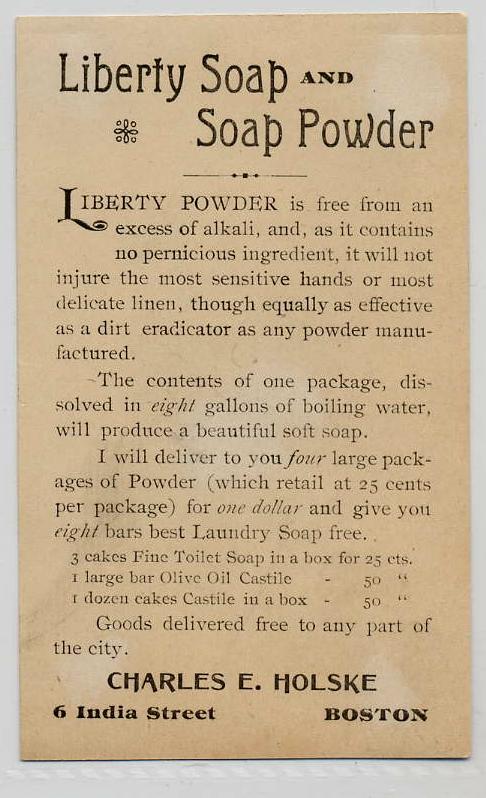 Liberty Soap AND
Soap Powder
LIBERTY POWDER is free from an
excess of alkali, and, as it contains
no pernicious ingredient, it will not
injure the most sensitive hands or most
delicate linen, though equally as effective
as a dirt eradicator as any powder manu-
factured.
The contents of one package, dis-
solved in eight gallons of boiling water,
will produce a beautiful soft soap.
I will deliver to you four large pack-
ages of Powder (which retail at 25 cents
per package) for one dollar and give you
eight bars best Laundry Soap free.
3 cakes Fine Toilet Soap in a box for 25 cts.
1 large bar Olive Oil Castile - 50 "
1 dozen cakes Castile in a box - 50 "
Goods delivered free to any part of
the city.
CHARLES E. HOLSKE
6 India Street BOSTON